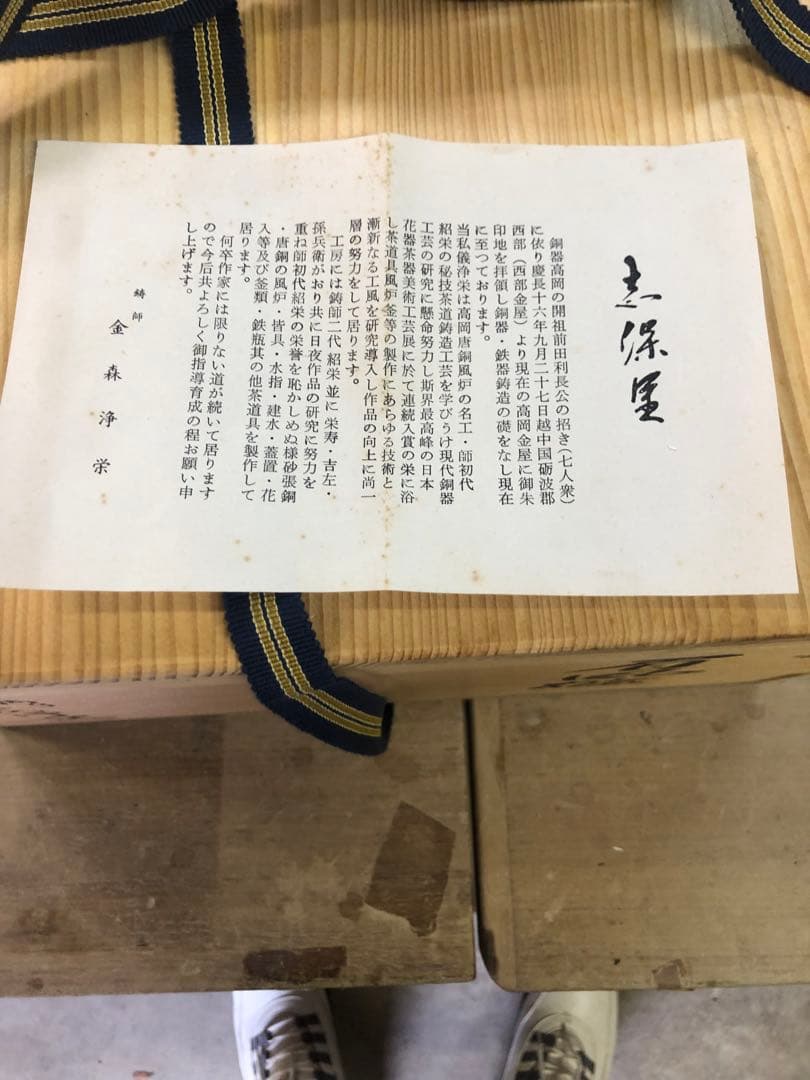 志保里
銅器高岡の開祖前田利長公の招き(七人衆)
に依り慶長十六年九月二十七日越中国砺波郡
西部(西部金屋)より現在の高岡金屋に御朱
印地を拝領し銅器・鉄器鋳造の礎をなし現在
に至つております。
当私儀浄栄は高岡唐銅風炉の名工・師初代
紹栄の秘技茶道鋳造工芸を学びうけ現代銅器
工芸の研究に懸命努力し斯界最高峰の日本
花器茶器美術工芸展に於て連続入賞の栄に浴
し茶道具風炉釜等の製作にあらゆる技術と
漸新なる工風を研究導入し作品の向上に尚一
層の努力をして居ります。
工房には鋳師二代紹栄並に栄寿・吉左・
孫兵衛がおり共に日夜作品の研究に努力を
重ね師初代紹栄の栄誉を恥かしめぬ様砂張銅
・唐銅の風炉・皆具・水指・建水・蓋置・花
入等及び釜類・鉄瓶其の他茶道具を製作して
居ります。
何卒作家には限りない道が続いて居ります
ので今后共よろしく御指導育成の程お願い申
し上げます。
鋳師
金森浄栄